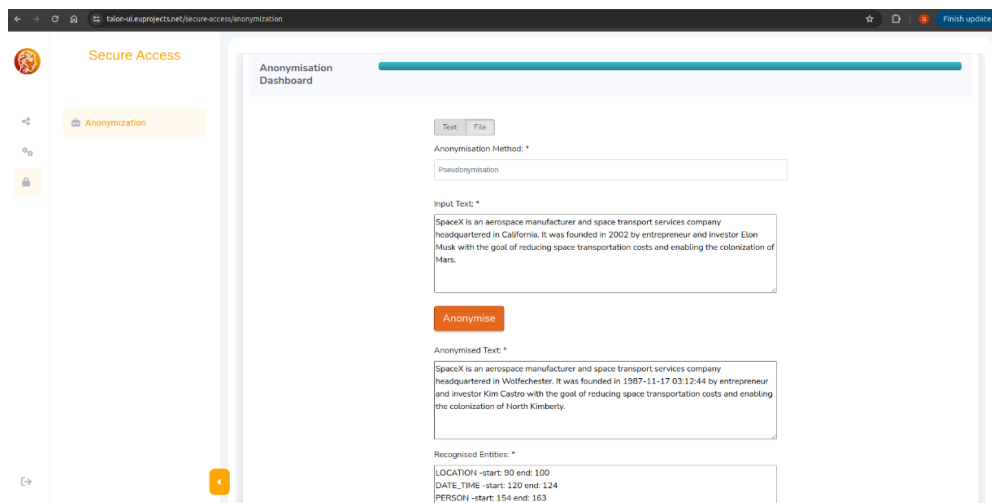 talon-ui.euprojects.net/secure-access/anonymization
G
Finish update
Secure Access
Anonymization
Anonymisation
Dashboard
Text File
Anonymisation Method: *
Pseudonymisation
Input Text: *
SpaceX is an aerospace manufacturer and space transport services company
headquartered in California. It was founded in 2002 by entrepreneur and investor Elon
Musk with the goal of reducing space transportation costs and enabling the colonization of
Mars.
Anonymise
Anonymised Text: *
SpaceX is an aerospace manufacturer and space transport services company
headquartered in Wolfechester. It was founded in 1987-11-17 03:12:44 by entrepreneur
and investor Kim Castro with the goal of reducing space transportation costs and enabling
the colonization of North Kimberly.
Recognised Entities: *
LOCATION -start: 90 end: 100
DATE_TIME -start: 120 end: 124
PERSON -start: 154 end: 163